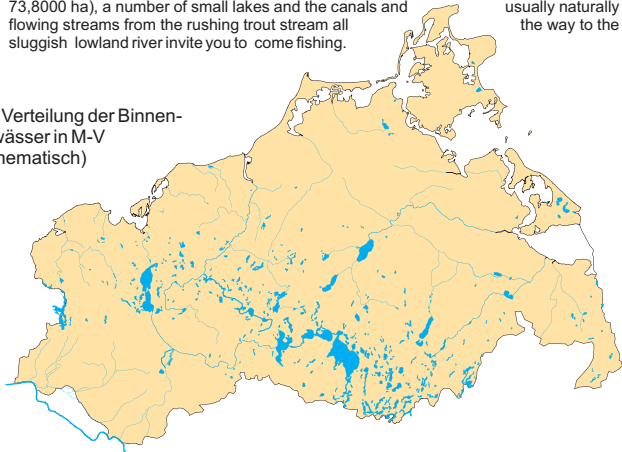 73,8000 ha), a number of small lakes and the canals and usually naturally
flowing streams from the rushing trout stream all the way to the
sluggish lowland river invite you to come fishing.
Verteilung der Binnen-
wässer in M-V
hematisch)